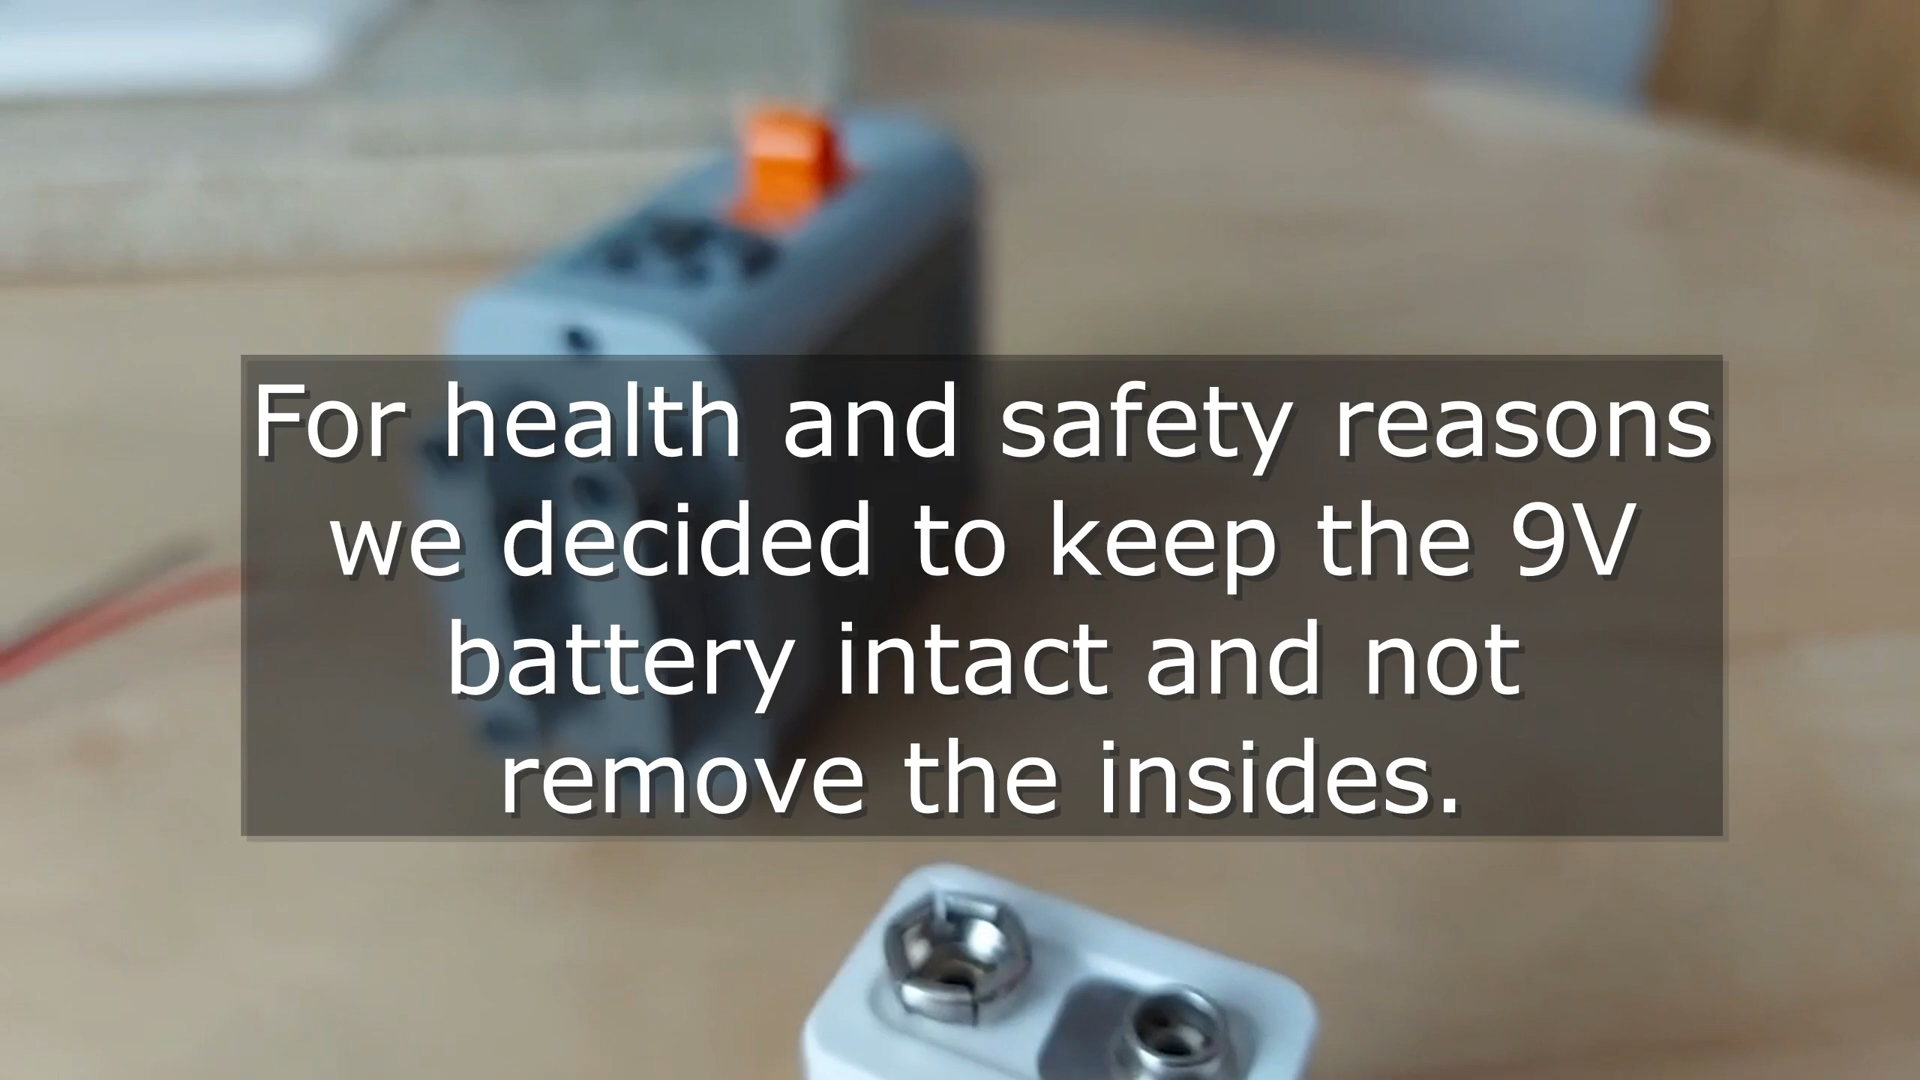 For health and safety reasons
we decided to keep the 9V
battery intact and not
remove the insides.